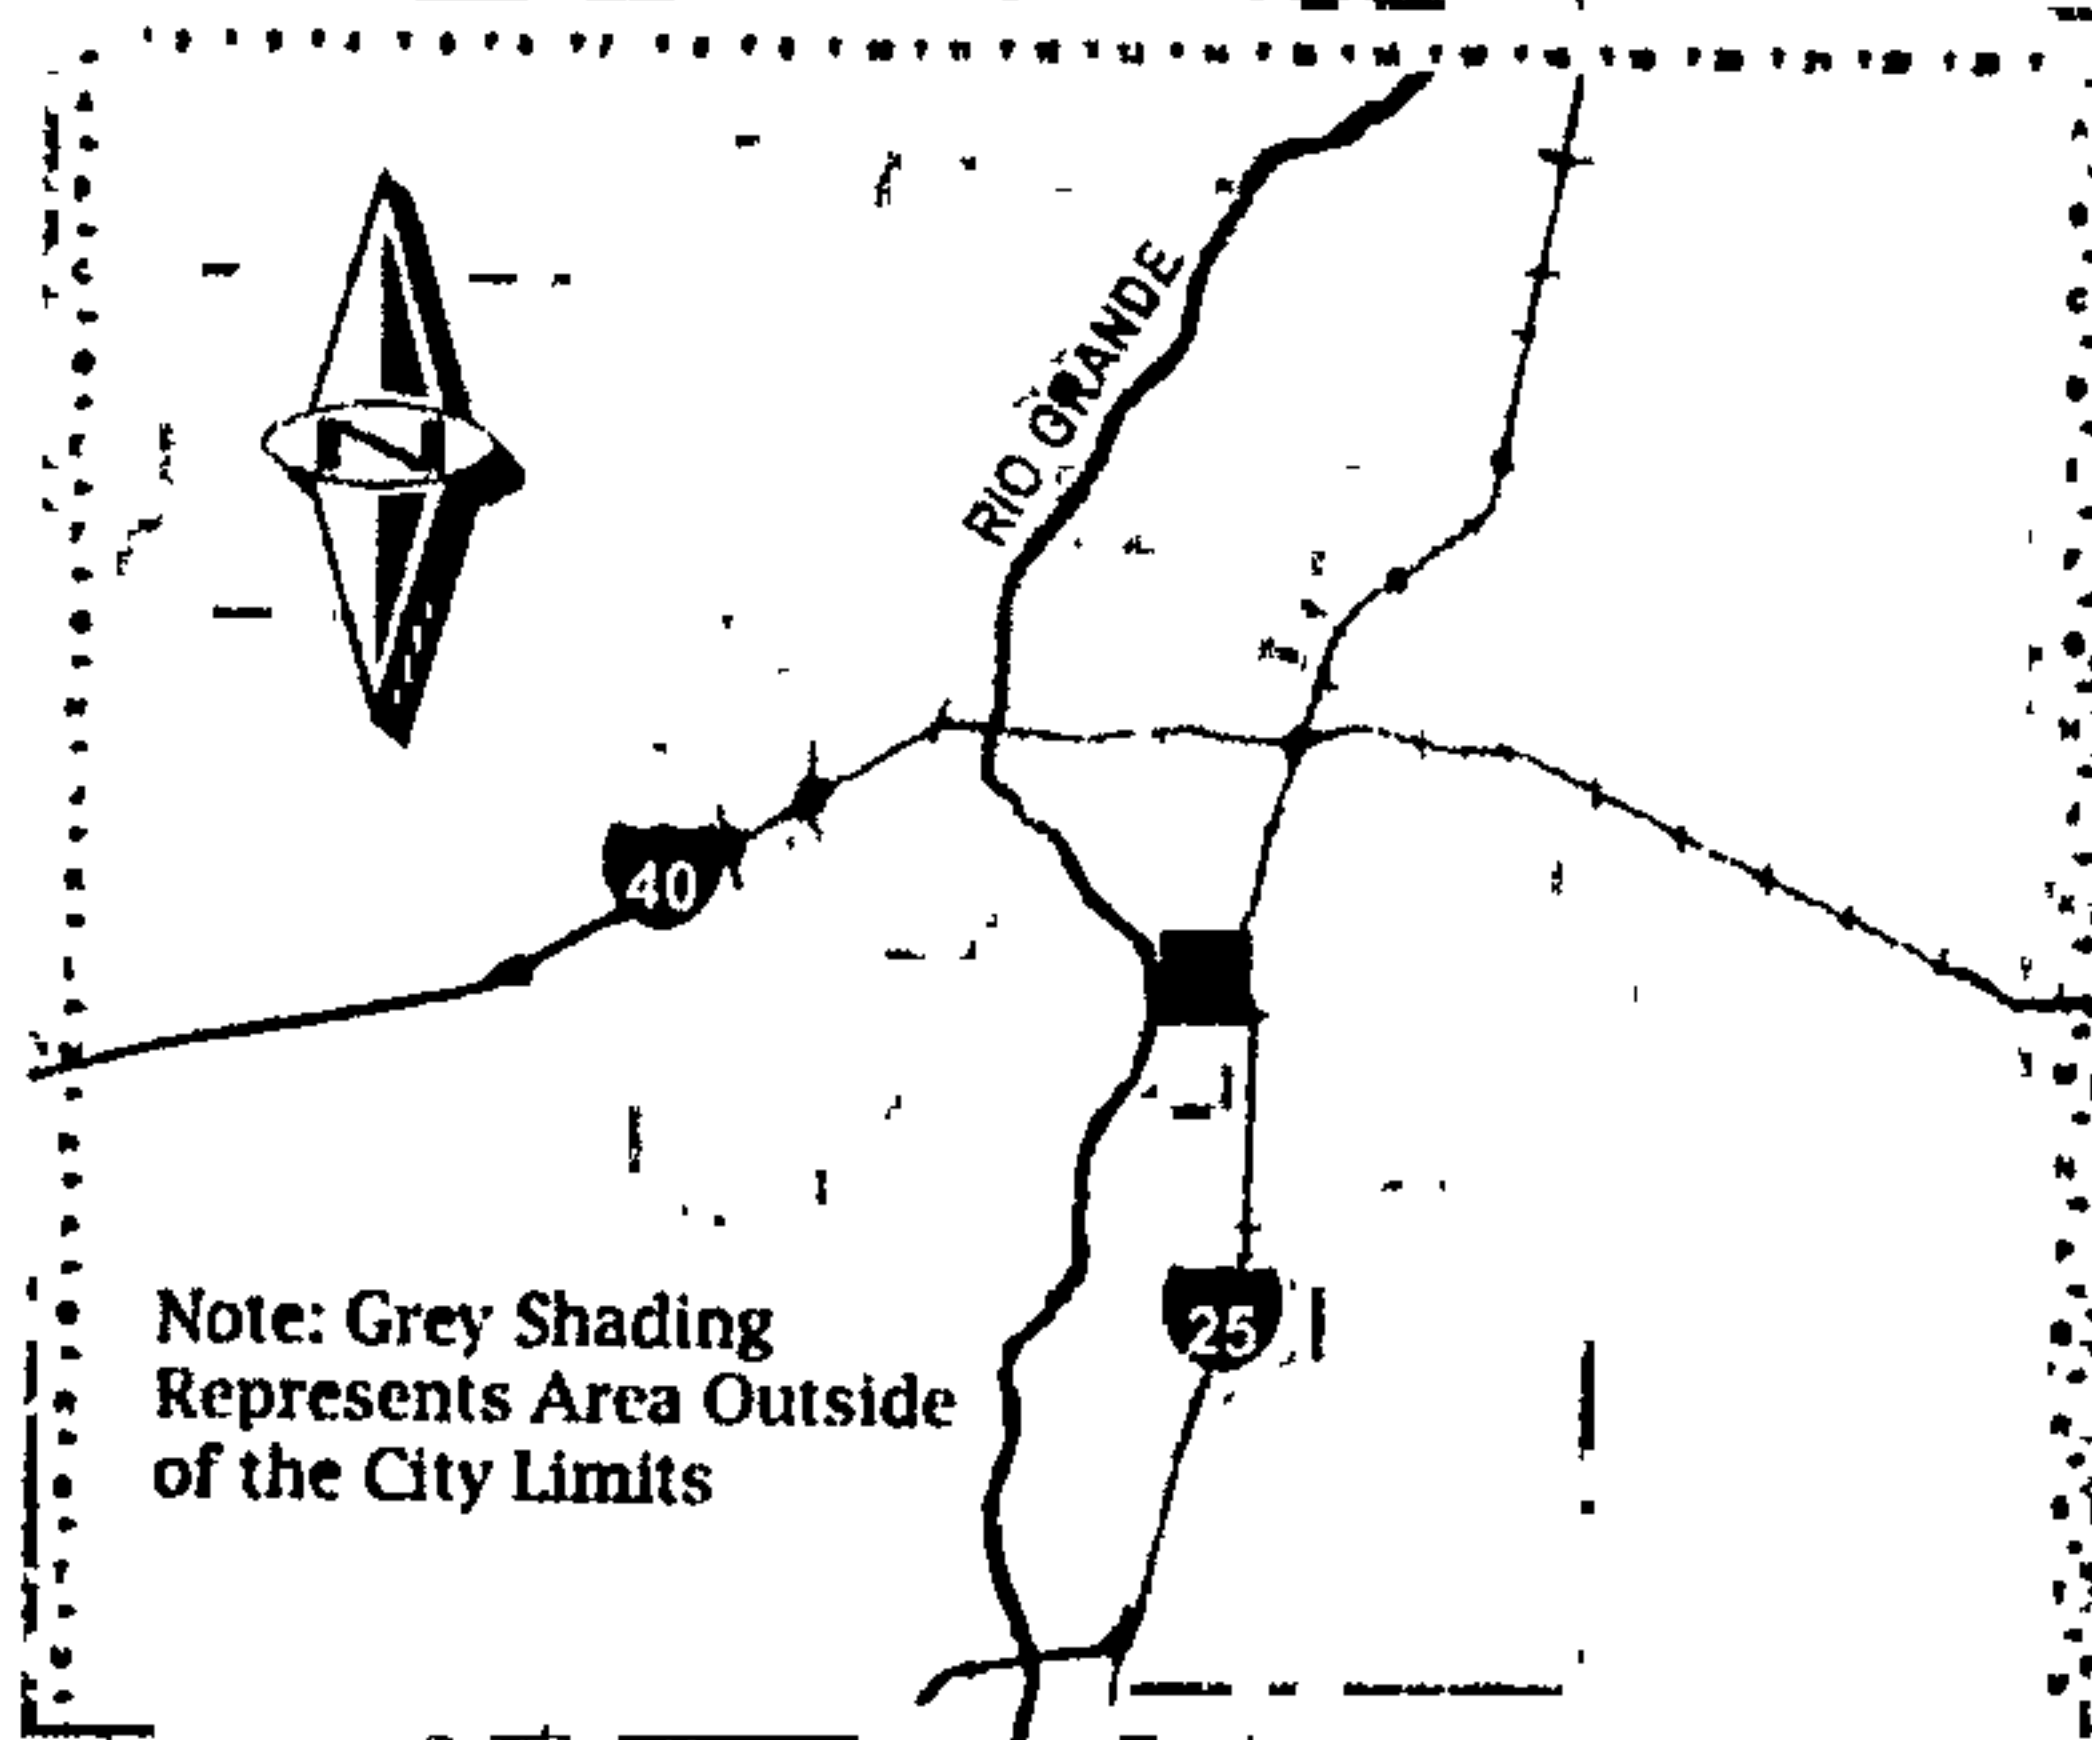 RIO GRANDE
N
40
25
Note: Grey Shading
Represents Area Outside
of the City Limits